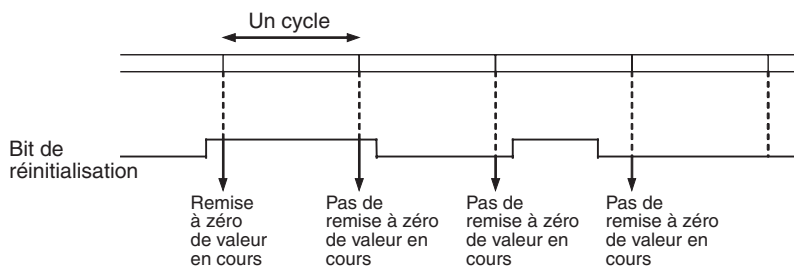 Un cycle
Bit de
réinitialisation
Remise
à zéro
de valeur
en cours
Pas de
remise à zéro
de valeur en
cours
Pas de
remise à zéro
de valeur en
cours
Pas de
remise à zéro
de valeur en
cours